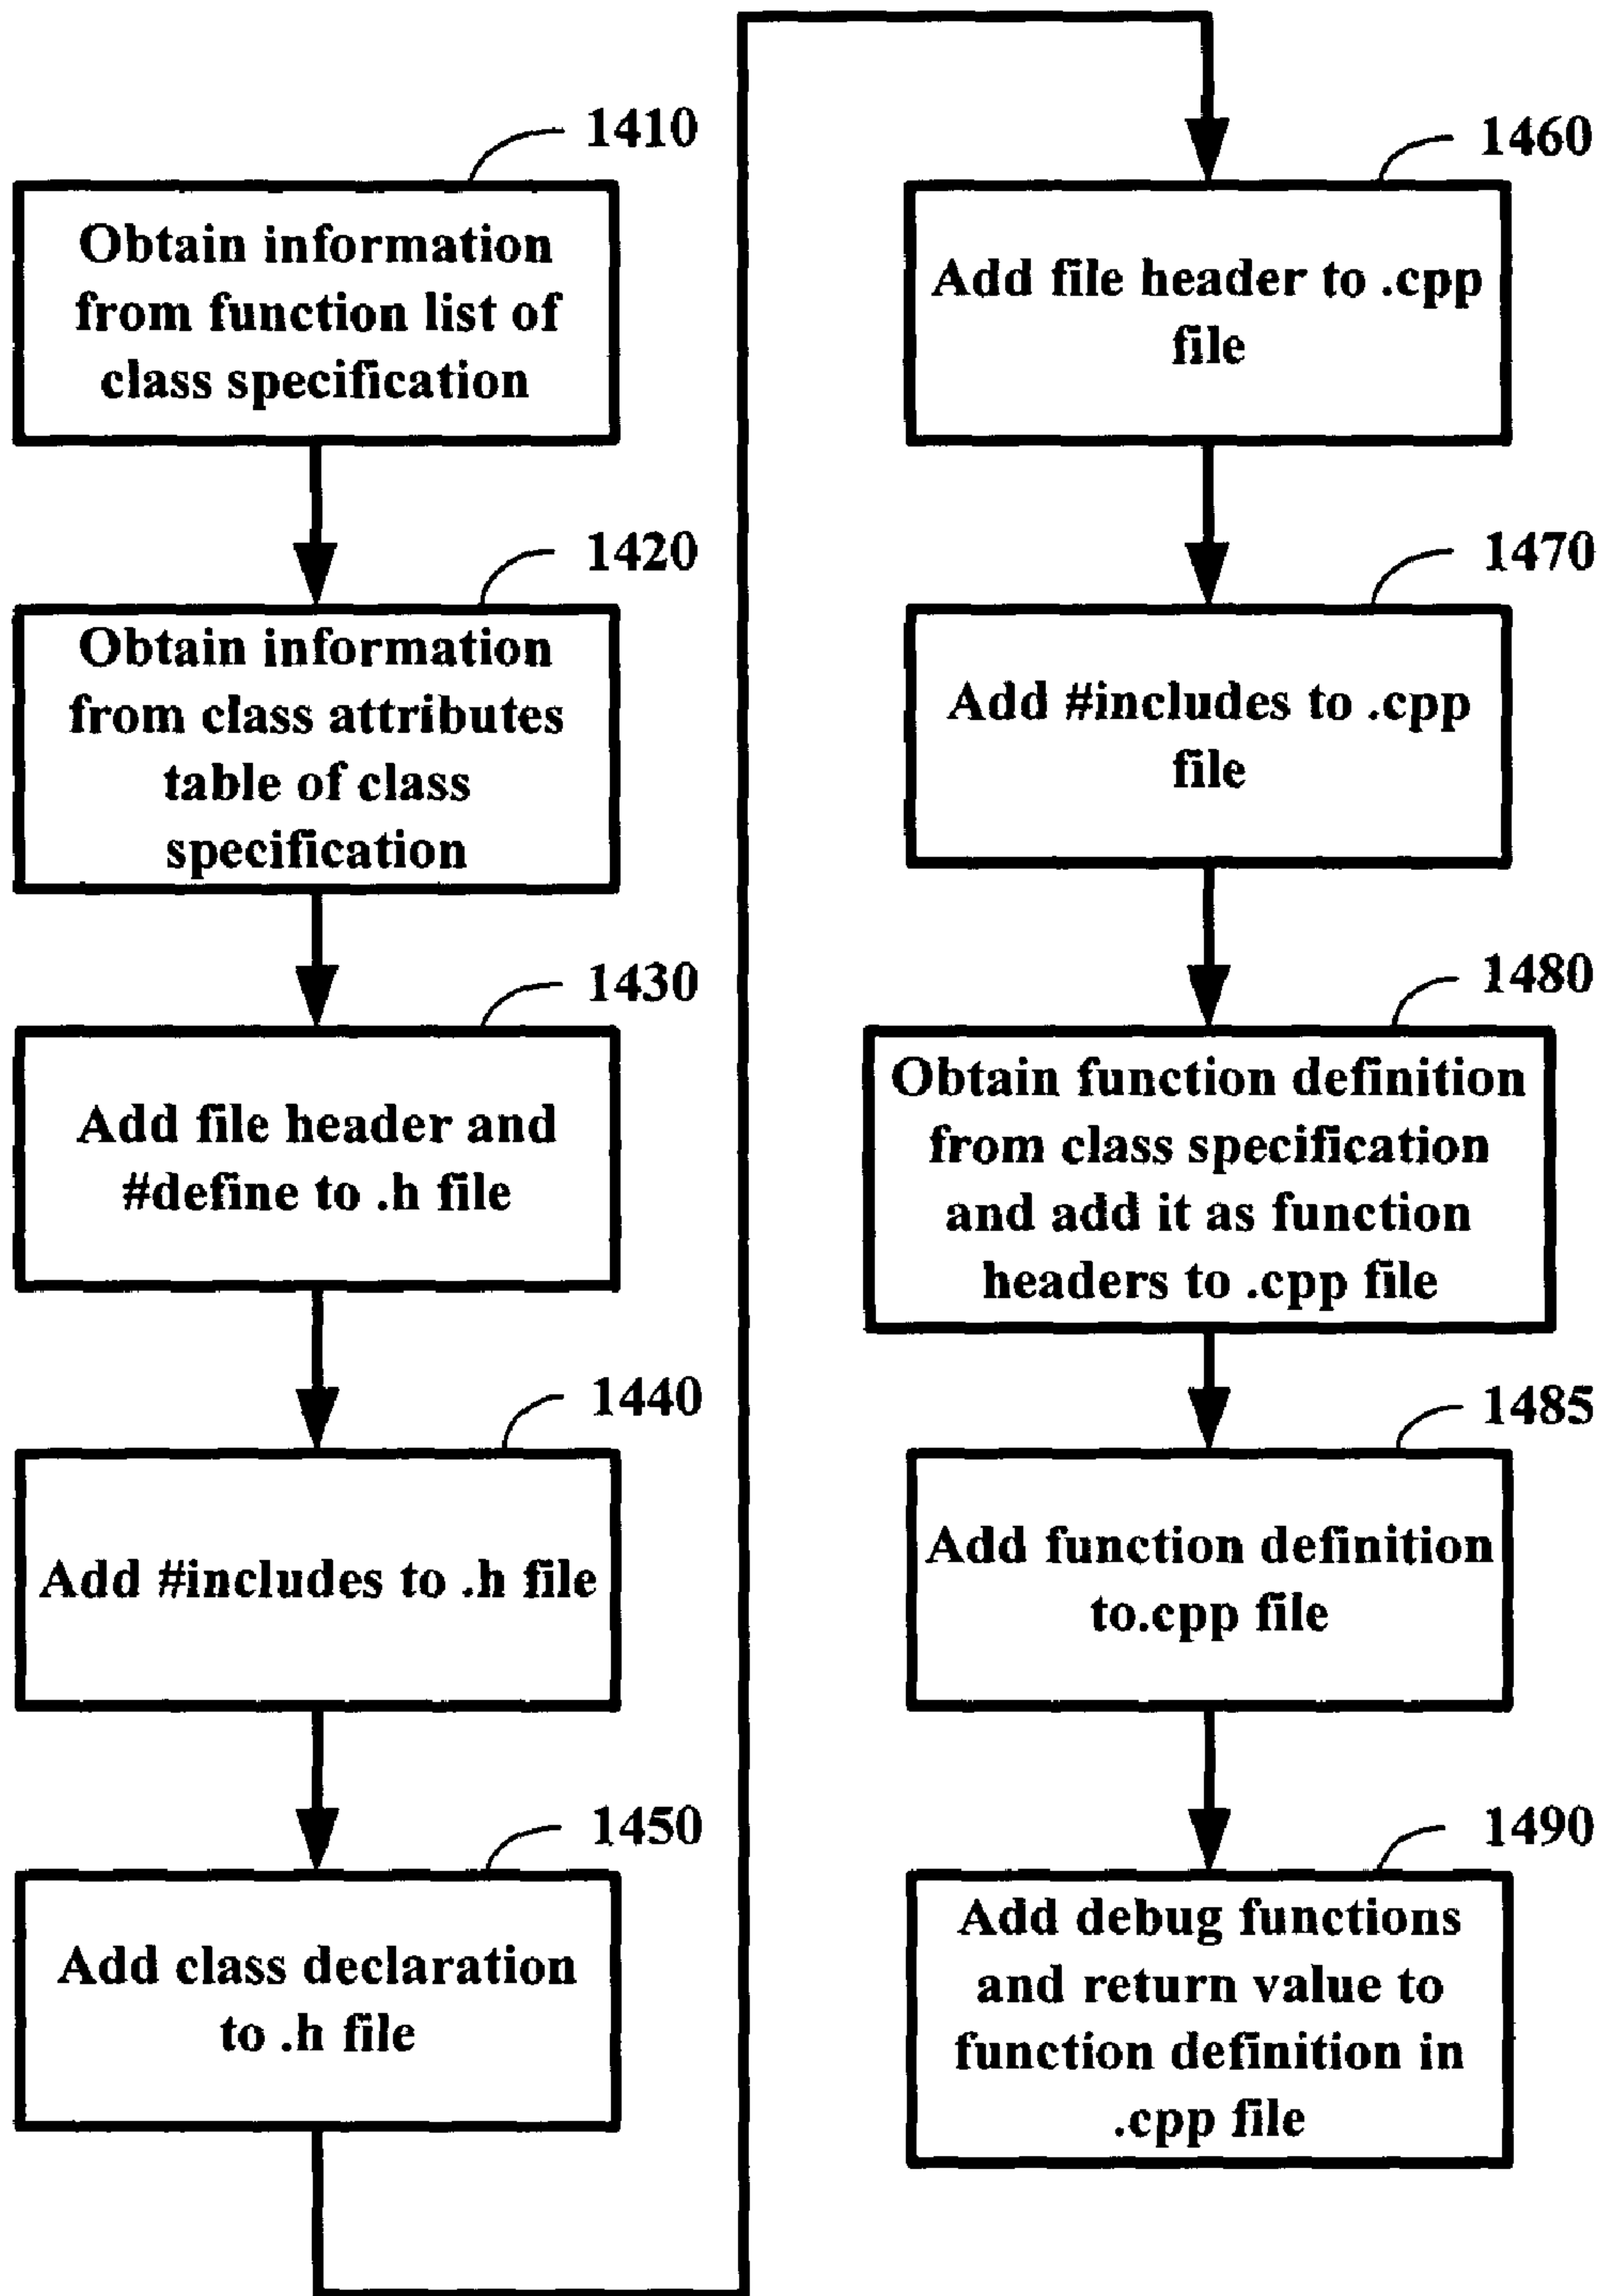 1410
Obtain information
from function list of
class specification
1420
Obtain information
from class attributes
table of class
specification
1430
Add file header and
#define to .h file
1440
Add #includes to .h file
1450
Add class declaration
to .h file
1460
Add file header to .cpp
file
1470
Add #includes to .cpp
file
1480
Obtain function definition
from class specification
and add it as function
headers to .cpp file
1485
Add function definition
to.cpp file
1490
Add debug functions
and return value to
function definition in
.cpp file